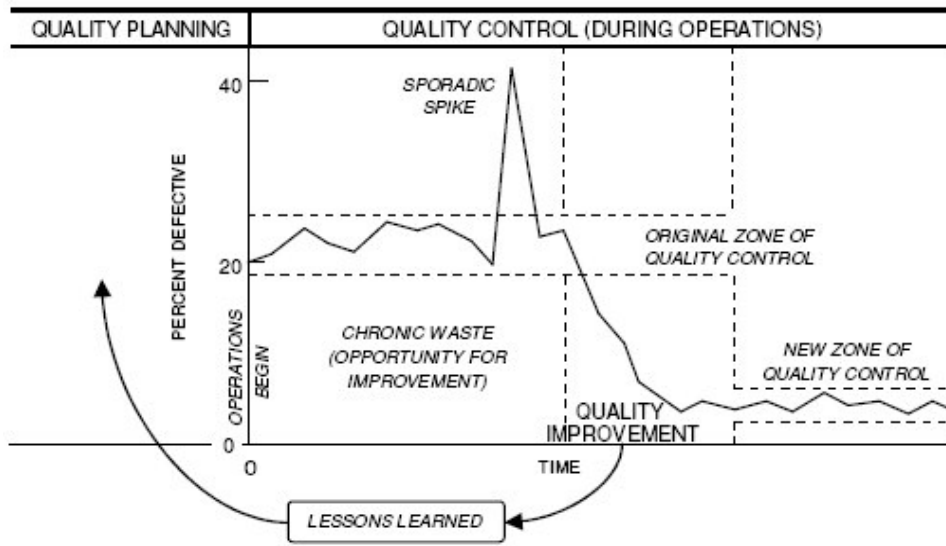 QUALITY PLANNING
QUALITY CONTROL (DURING OPERATIONS)
40
SPORADIC
SPIKE
PERCENT DEFECTIVE
20
ORIGINAL ZONE OF
QUALITY CONTROL
CHRONIC WASTE
(OPPORTUNITY FOR
IMPROVEMENT)
OPERATIONS
BEGIN
NEW ZONE OF
QUALITY CONTROL
QUALITY
IMPROVEMENT
0
0
TIME
LESSONS LEARNED